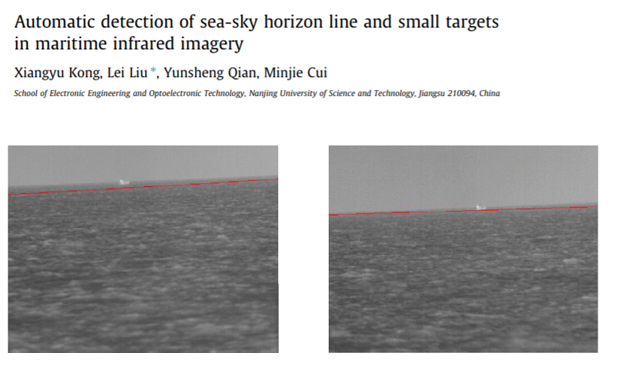 Automatic detection of sea-sky horizon line and small targets
in maritime infrared imagery
Xiangyu Kong, Lei Liu *, Yunsheng Qian, Minjie Cui
School of Electronic Engineering and Optoelectronic Technology, Nanjing University of Science and Technology, Jiangsu 210094, China